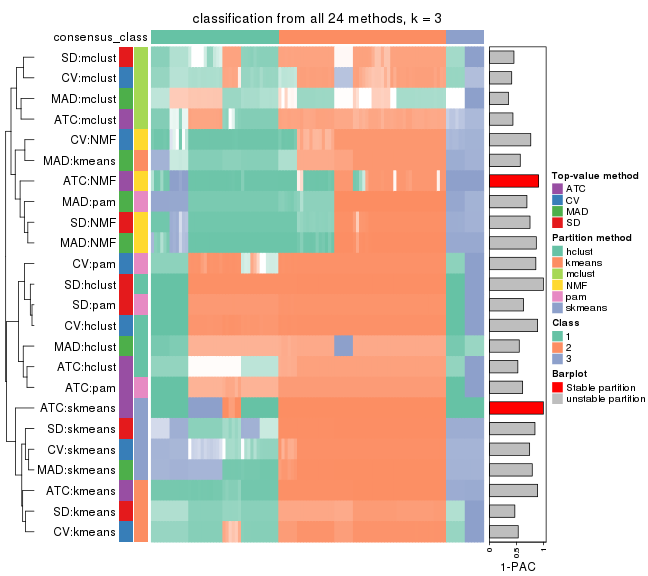 classification from all 24 methods, k = 3
consensus_class
SD:mclust
CV:mclust
MAD:mclust
ATC:mclust
CV:NMF
MAD:kmeans
ATC:NMF
MAD:pam
SD:NMF
MAD:NMF
CV:pam
SD:hclust
SD:pam
CV:hclust
MAD:hclust
ATC:hclust
ATC:pam
ATC:skmeans
SD:skmeans
CV:skmeans
MAD:skmeans
ATC:kmeans
SD:kmeans
CV:kmeans
0
0.5
1
1-PAC
Top-value method
ATC
CV
MAD
SD
Partition method
hclust
kmeans
mclust
NMF
pam
skmeans
Class
1
2
3
Barplot
Stable partition
unstable partition